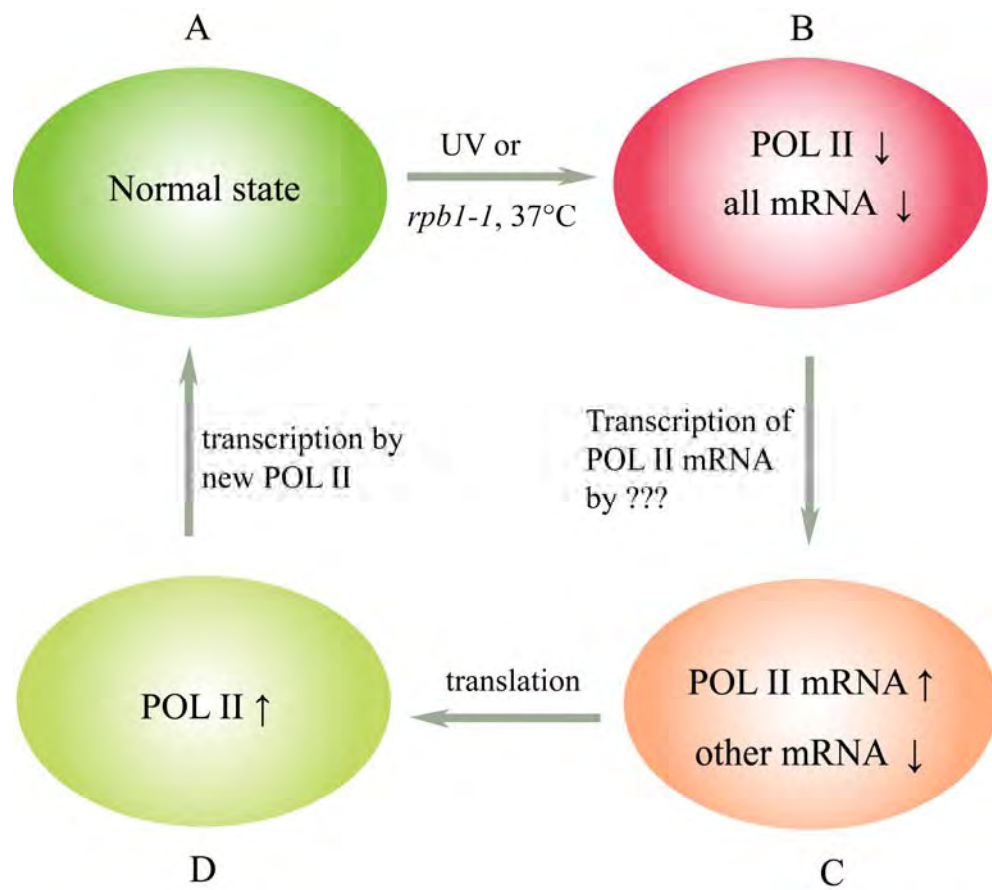 A
Normal state
UV or
rpb1-1, 37°C
B
POL II ↓
all mRNA ↓
Transcription of
POL II mRNA
by ???
POL II mRNA ↑
other mRNA ↓
C
translation
POL II ↑
D
transcription by
new POL II